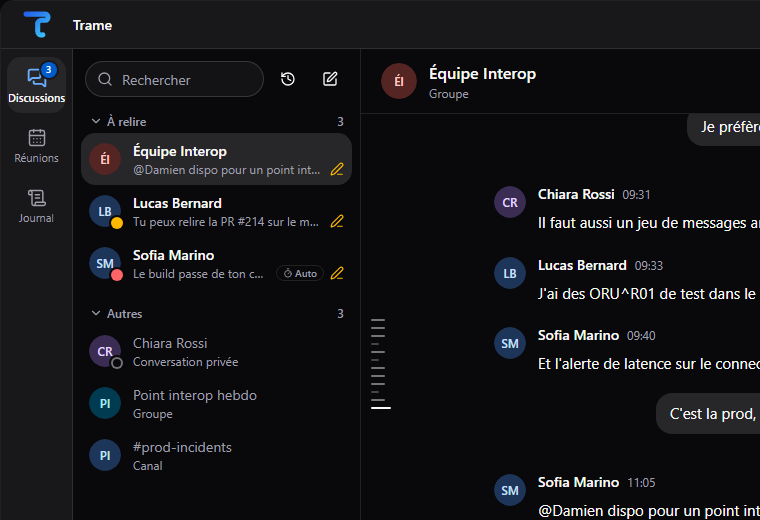 Trame
3
Discussions
Réunions
Journal
Rechercher
À relire 3
ÉI
Équipe Interop
@Damien dispo pour un point int...
LB
Lucas Bernard
Tu peux relire la PR #214 sur le m...
SM
Sofia Marino
Le build passe de ton c... Auto
Autres 3
CR
Chiara Rossi
Conversation privée
PI
Point interop hebdo
Groupe
PI
#prod-incidents
Canal
ÉI
Équipe Interop
Groupe
Je préfère
CR
Chiara Rossi 09:31
Il faut aussi un jeu de messages
LB
Lucas Bernard 09:33
J'ai des ORU^R01 de test dans le
SM
Sofia Marino 09:40
Et l'alerte de latence sur le
C'est la prod,
SM
Sofia Marino 11:05
@Damien dispo pour un point int